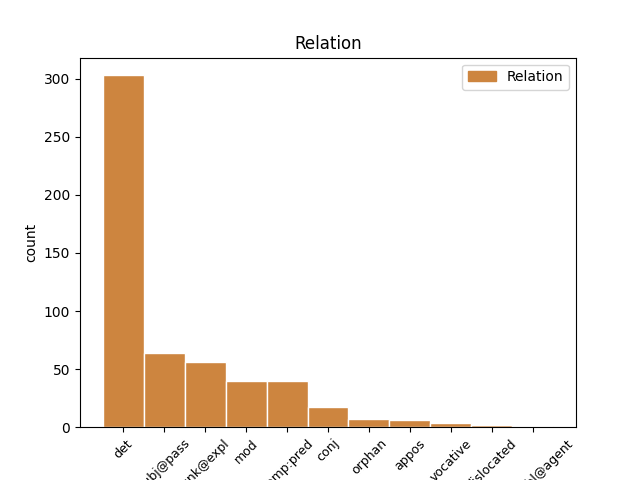 Relation
Relation
count
300
250
200
150
100
50
0
det
mod
conj
orphan
appos
vocative